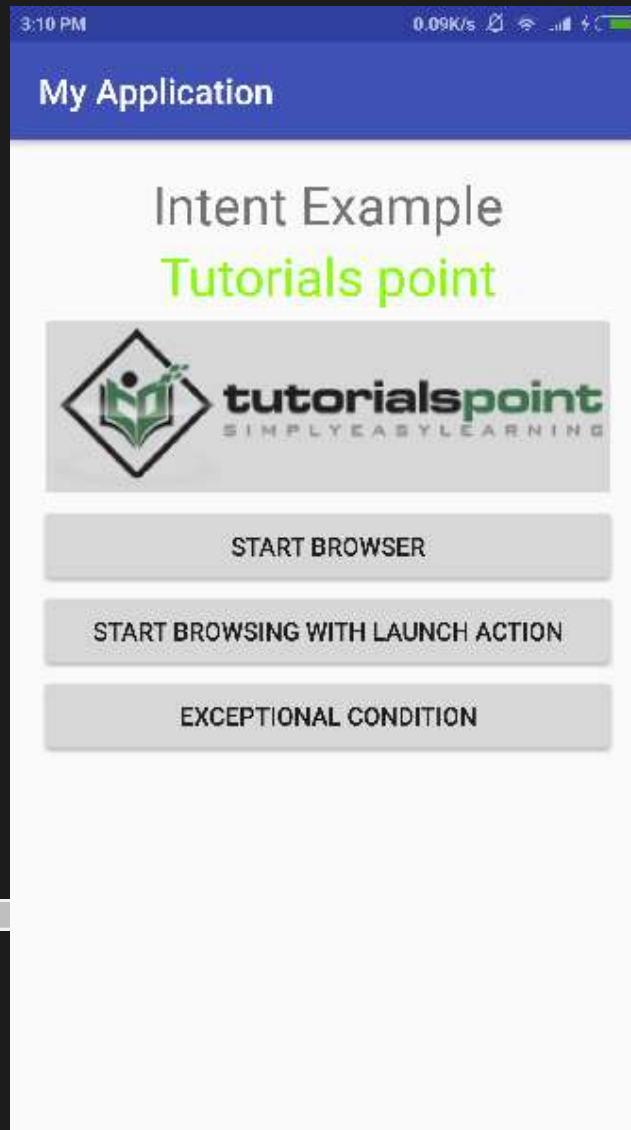 3:10 PM 0.09K/s
My Application
Intent Example
Tutorials point
tutorialspoint
SIMPLYEASYLEARNING
START BROWSER
START BROWSING WITH LAUNCH ACTION
EXCEPTIONAL CONDITION